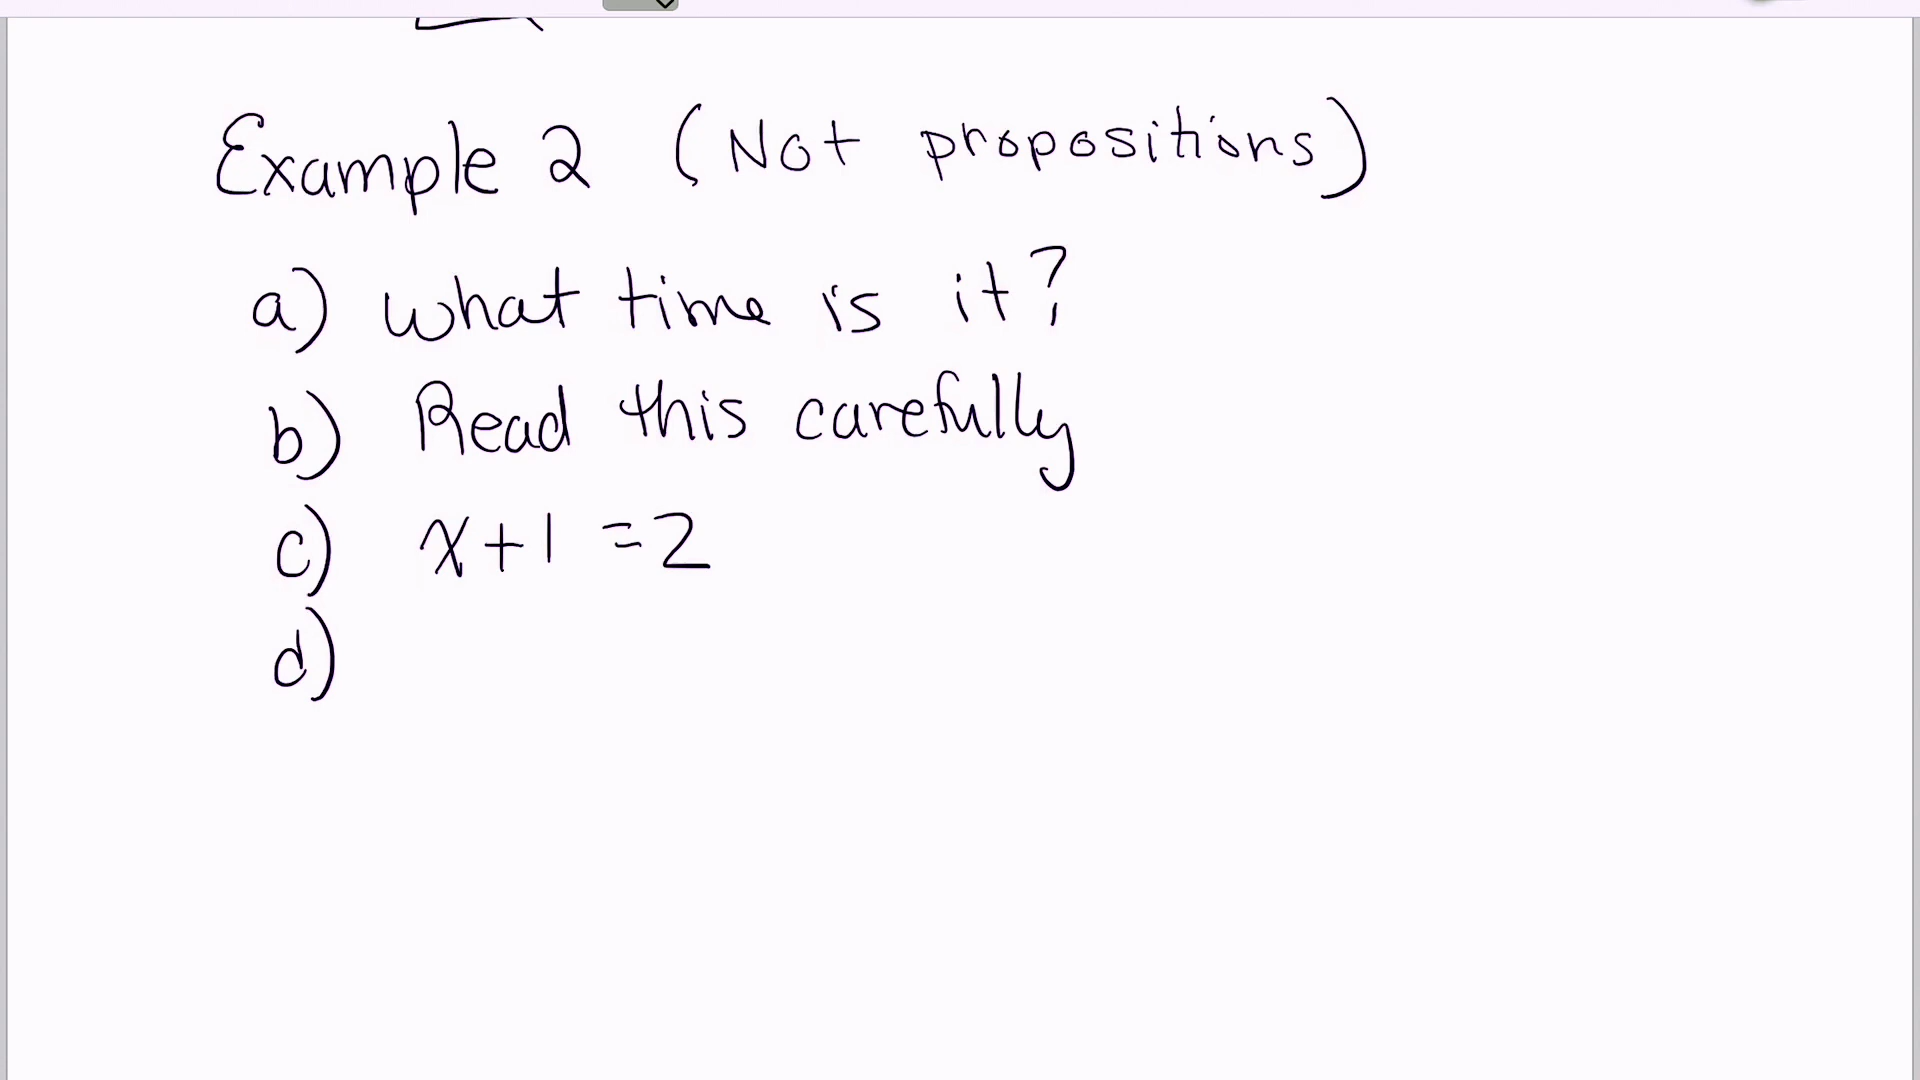 Example 2 (Not propositions)
a) What time is it?
b) Read this carefully
c) x+1 =2
d)